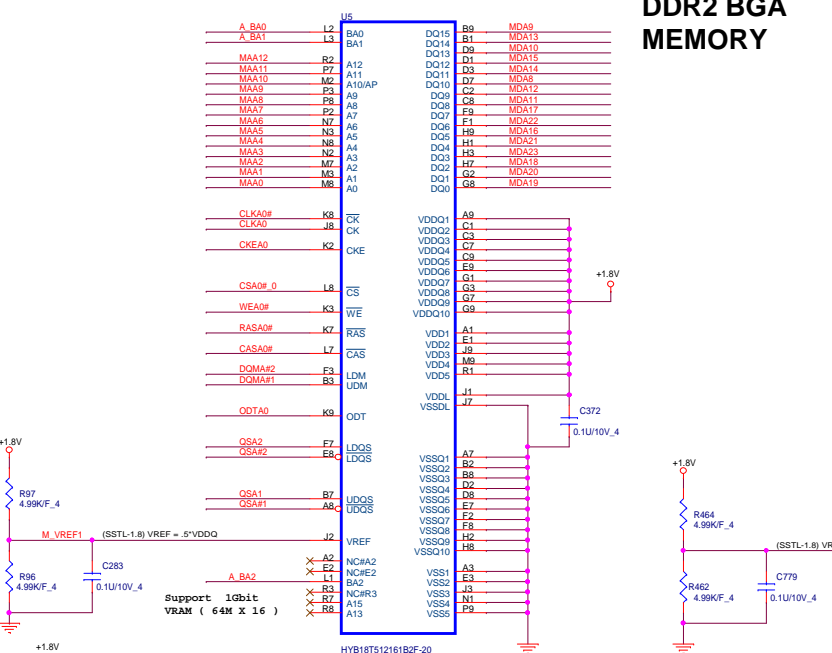 DDR2 BGA
MEMORY
U5
A_BA0 L2 BA0 DQ15 B9 MDA9
A_BA1 L3 BA1 DQ14 B1 MDA13
DQ13 D9 MDA10
MAA12 R2 A12 DQ12 D1 MDA15
MAA11 P7 A11 DQ11 D3 MDA14
MAA10 M2 A10/AP DQ10 D7 MDA8
MAA9 P3 A9 DQ9 C2 MDA12
MAA8 P8 A8 DQ8 C8 MDA11
MAA7 P2 A7 DQ7 F9 MDA17
MAA6 N7 A6 DQ6 F1 MDA22
MAA5 N3 A5 DQ5 H9 MDA16
MAA4 N8 A4 DQ4 H1 MDA21
MAA3 N2 A3 DQ3 H3 MDA23
MAA2 M7 A2 DQ2 H7 MDA18
MAA1 M3 A1 DQ1 G2 MDA20
MAA0 M8 A0 DQ0 G8 MDA19
CLKA0# K8 CK VDDQ1 A9
CLKA0 J8 CK VDDQ2 C1
VDDQ3 C3
CKEA0 K2 CKE VDDQ4 C7
VDDQ5 C9
VDDQ6 E9
VDDQ7 G1
CSA0#_0 L8 CS VDDQ8 G3
VDDQ9 G7
+1.8V
WEA0# K3 WE VDDQ10 G9
RASA0# K7 RAS VDD1 A1
VDD2 E1
CASA0# L7 CAS VDD3 J9
VDD4 M9
DQMA#2 F3 LDM VDD5 R1
DQMA#1 B3 UDM
VDDL J1
VSSDL J7
ODTA0 K9 ODT
C372
0.1U/10V_4
QSA2 F7 LDQS VSSQ1 A7
QSA#2 E8 LDQS VSSQ2 B2
VSSQ3 B8
VSSQ4 D2
QSA1 B7 UDQS VSSQ5 D8
QSA#1 A8 UDQS VSSQ6 E7
VSSQ7 F2
VSSQ8 F8
VSSQ9 H2
VSSQ10 H8
+1.8V
R97
4.99K/F_4
M_VREF1 (SSTL-1.8) VREF = .5*VDDQ J2 VREF
R96
4.99K/F_4
C283
0.1U/10V_4
A2 NC#A2 VSS1 A3
E2 NC#E2 VSS2 E3
A_BA2 L1 BA2 VSS3 J3
R3 NC#R3 VSS4 N1
R7 A15 VSS5 P9
R8 A13
Support 1Gbit
VRAM ( 64M X 16 )
HYB18T512161B2F-20
+1.8V
+1.8V
R464
4.99K/F_4
(SSTL-1.8) VR
R462
4.99K/F_4
C779
0.1U/10V_4